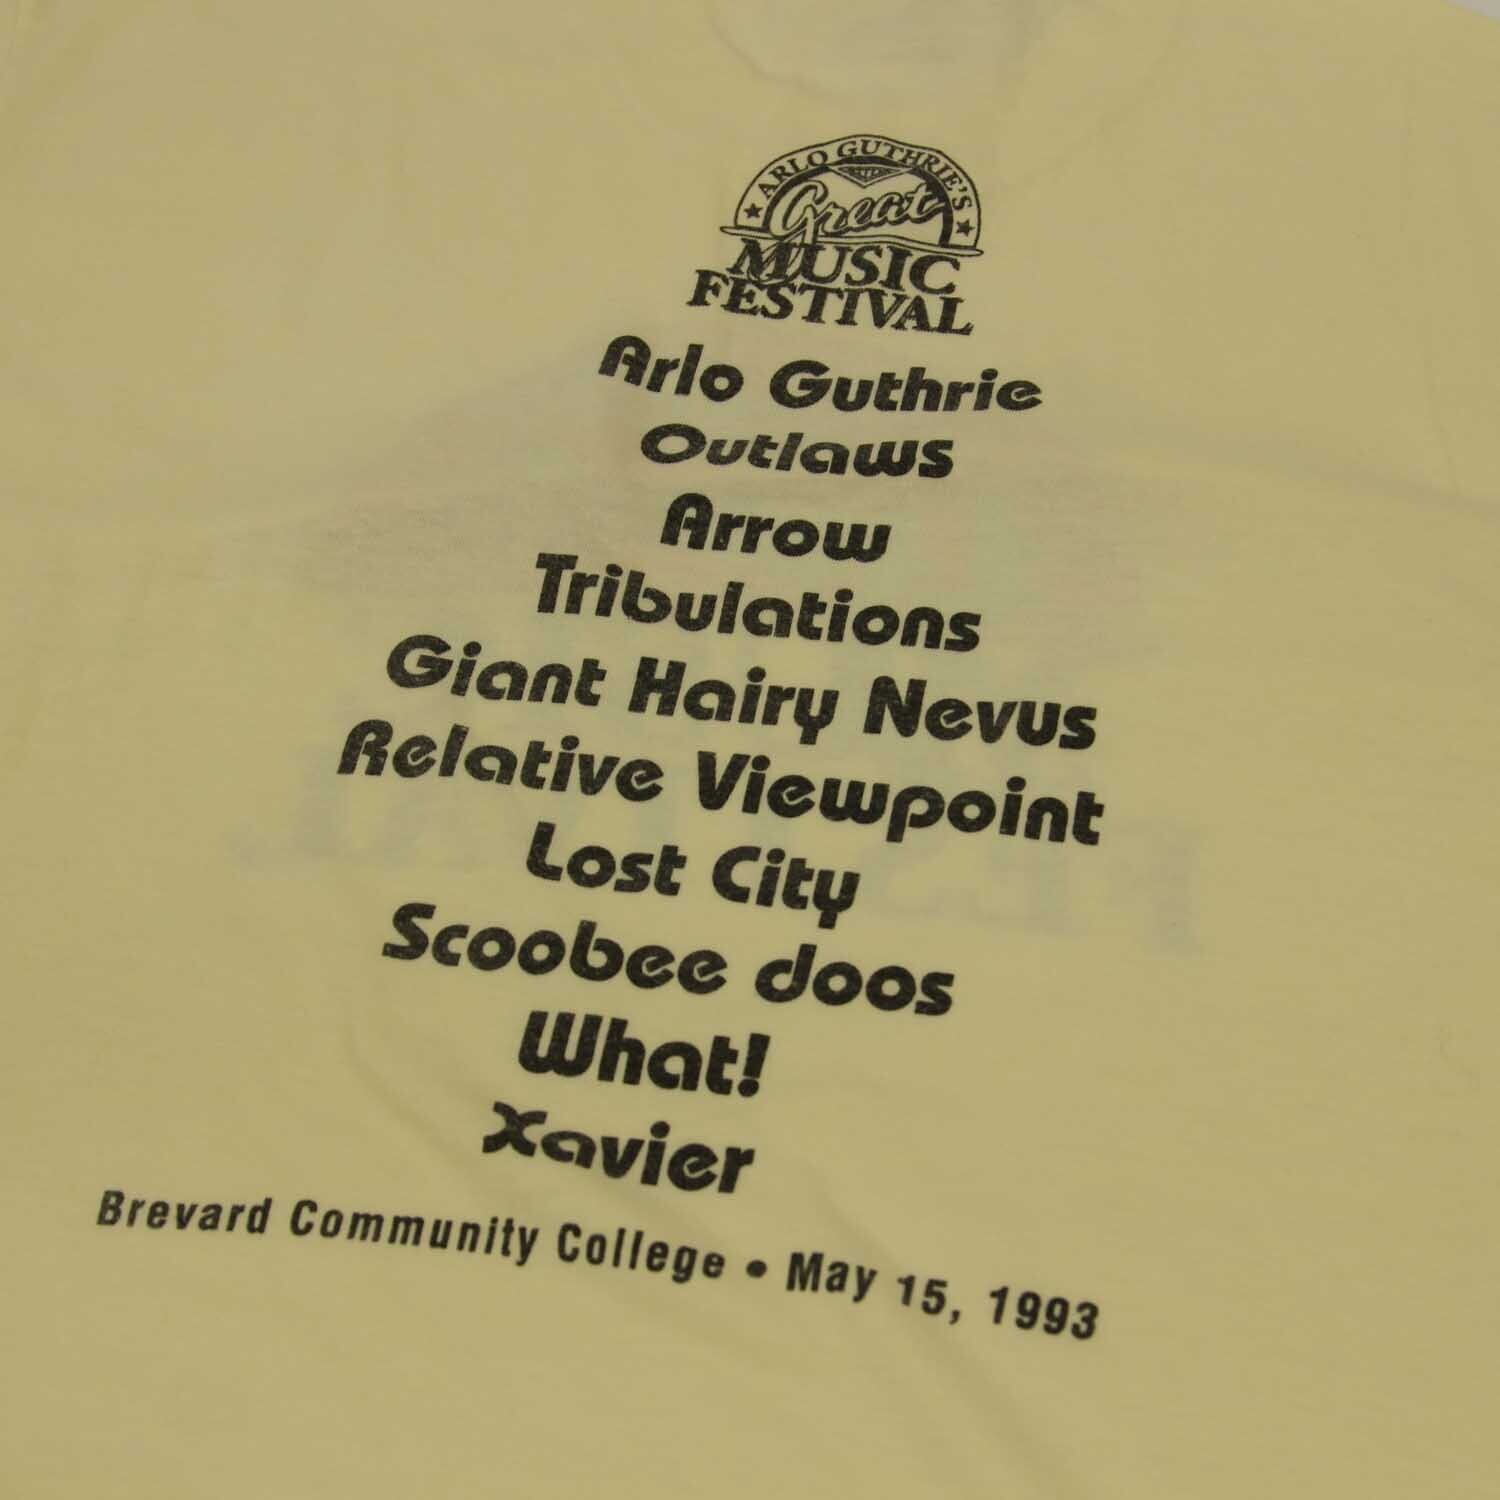 ARLO GUTHRIE'S
Great
MUSIC
FESTIVAL
Arlo Guthrie
Outlaws
Arrow
Tribulations
Giant Hairy Nevus
Relative Viewpoint
Lost City
Scoobee doos
What!
Xavier
Brevard Community College • May 15, 1993